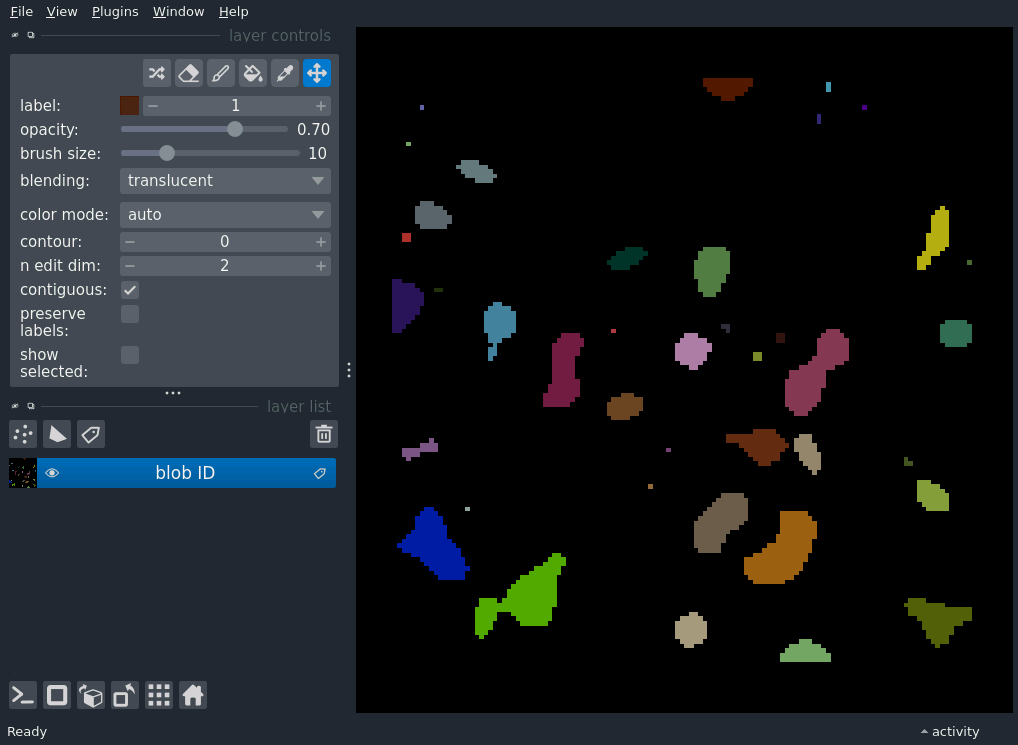 File View Plugins Window Help
layer controls
label: 1
opacity: 0.70
brush size: 10
blending: translucent
color mode: auto
contour: 0
n edit dim: 2
contiguous:
preserve
labels:
show
selected:
layer list
blob ID
Ready
activity